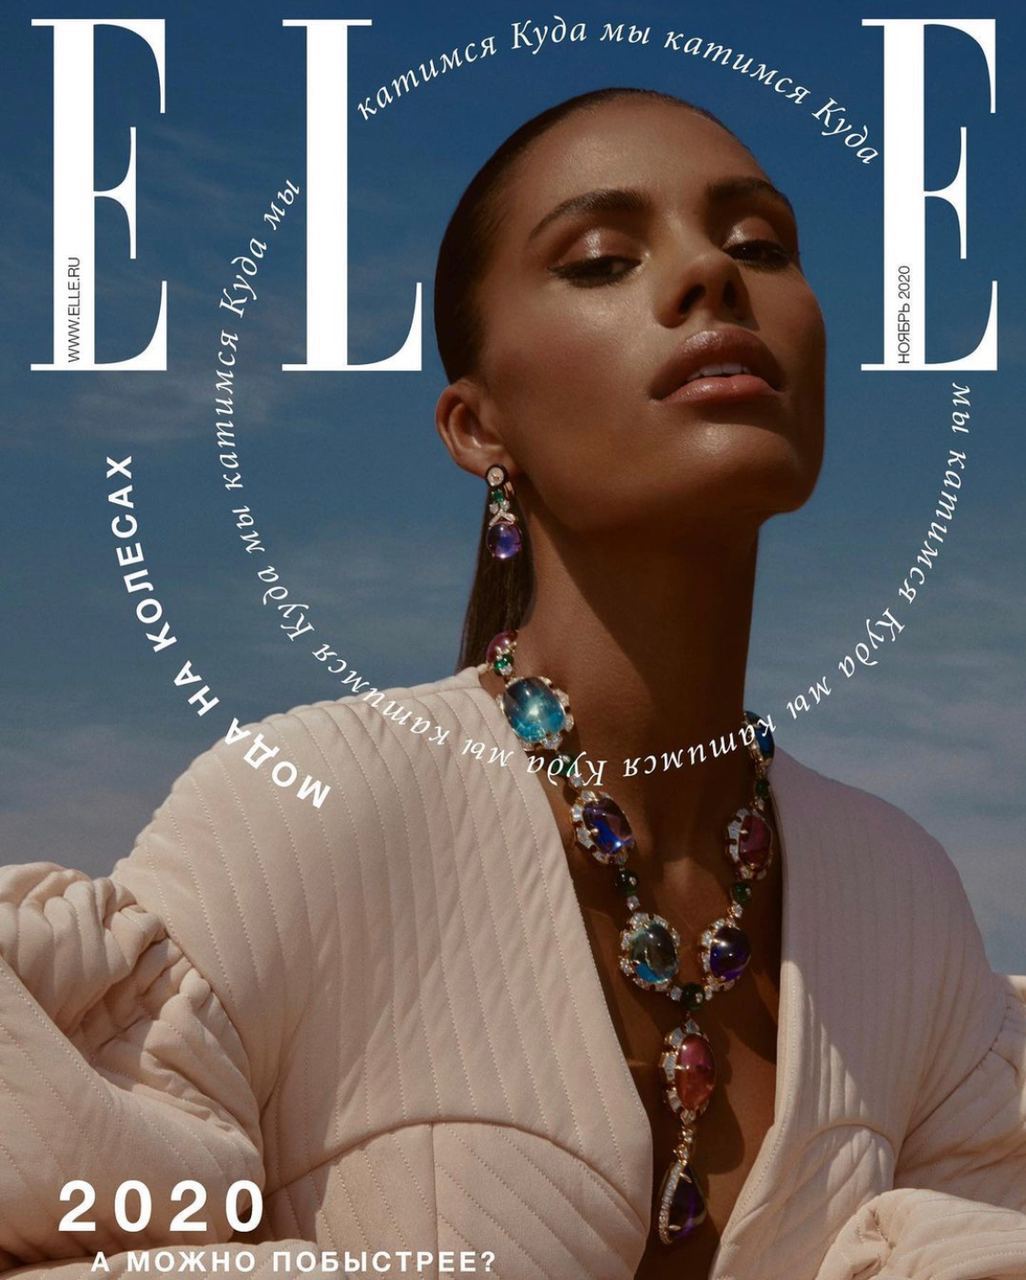 ELLE
WWW.ELLE.RU
НОЯБРЬ 2020
катимся Куда мы катимся Куда
мы катимся Куда мы катимся Куда мы катимся Куда мы катимся Куда мы катимся Куда мы
МОДА НА КОЛЕСАХ
2020
А МОЖНО ПОБЫСТРЕЕ?